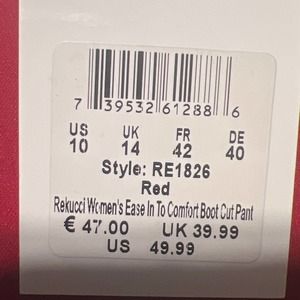 7 39532 61288 6
US UK FR DE
10 14 42 40
Style: RE1826
Red
Rekucci Women's Ease In To Comfort Boot Cut Pant
€ 47.00 UK 39.99
US 49.99